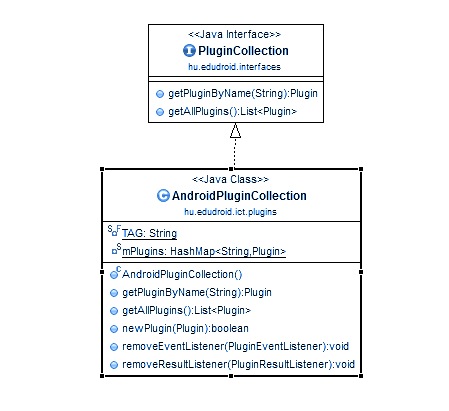 <<Java Interface>>
PluginCollection
hu.edudroid.interfaces
getPluginByName(String):Plugin
getAllPlugins():List<Plugin>
<<Java Class>>
AndroidPluginCollection
hu.edudroid.ict.plugins
TAG: String
mPlugins: HashMap<String,Plugin>
AndroidPluginCollection()
getPluginByName(String):Plugin
getAllPlugins():List<Plugin>
newPlugin(Plugin):boolean
removeEventListener(PluginEventListener):void
removeResultListener(PluginResultListener):void